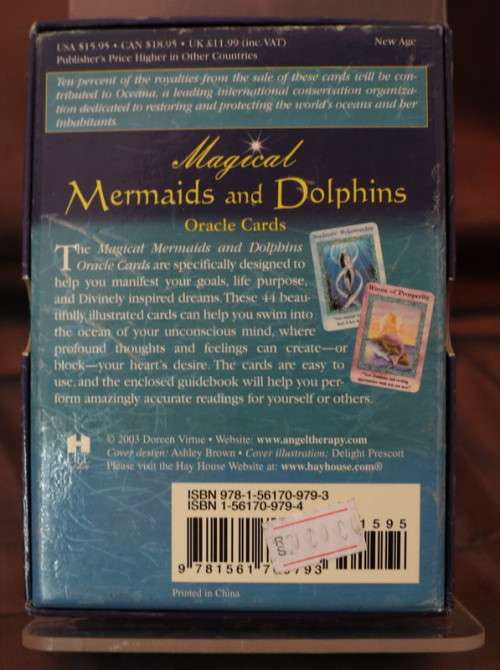 USA $15.95 • CAN $18.95 • UK £11.99 (inc. VAT)
New Age
Publisher's Price Higher in Other Countries
Ten percent of the royalties from the sale of these cards will be con-
tributed to Oceana, a leading international conservation organiza-
tion dedicated to restoring and protecting the world's oceans and her
inhabitants.
Magical
Mermaids and Dolphins
Oracle Cards
The Magical Mermaids and Dolphins
Oracle Cards are specifically designed to
help you manifest your goals, life purpose,
and Divinely inspired dreams. These 44 beau-
tifully illustrated cards can help you swim into
the ocean of your unconscious mind, where
profound thoughts and feelings can create—or
block—your heart's desire. The cards are easy to
use, and the enclosed guidebook will help you per-
form amazingly accurate readings for yourself or others.
Soulmate Relationship
Waves of Prosperity
© 2003 Doreen Virtue • Website: www.angeltherapy.com
Cover design: Ashley Brown • Cover illustration: Delight Prescott
Please visit the Hay House Website at: www.hayhouse.com®
H
ISBN 978-1-56170-979-3
ISBN 1-56170-979-4
1595
RS
9 781561 709793
Printed in China